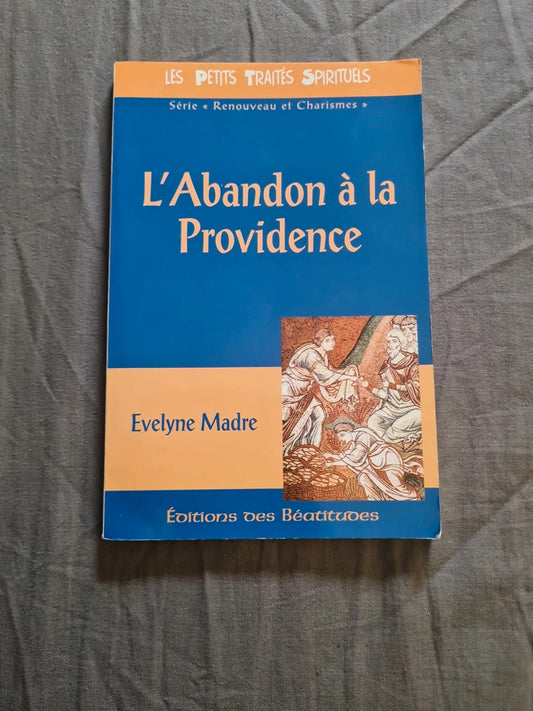 Les Petits Traités Spirituels
Série « Renouveau et Charismes »
L'Abandon à la
Providence
Evelyne Madre
Éditions des Béatitudes